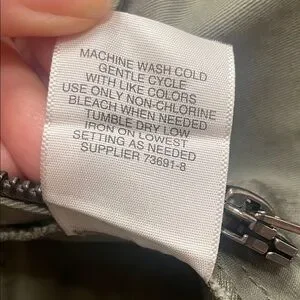 MACHINE WASH COLD
GENTLE CYCLE
WITH LIKE COLORS
USE ONLY NON-CHLORINE
BLEACH WHEN NEEDED
TUMBLE DRY LOW
IRON ON LOWEST
SETTING AS NEEDED
SUPPLIER 73691-8